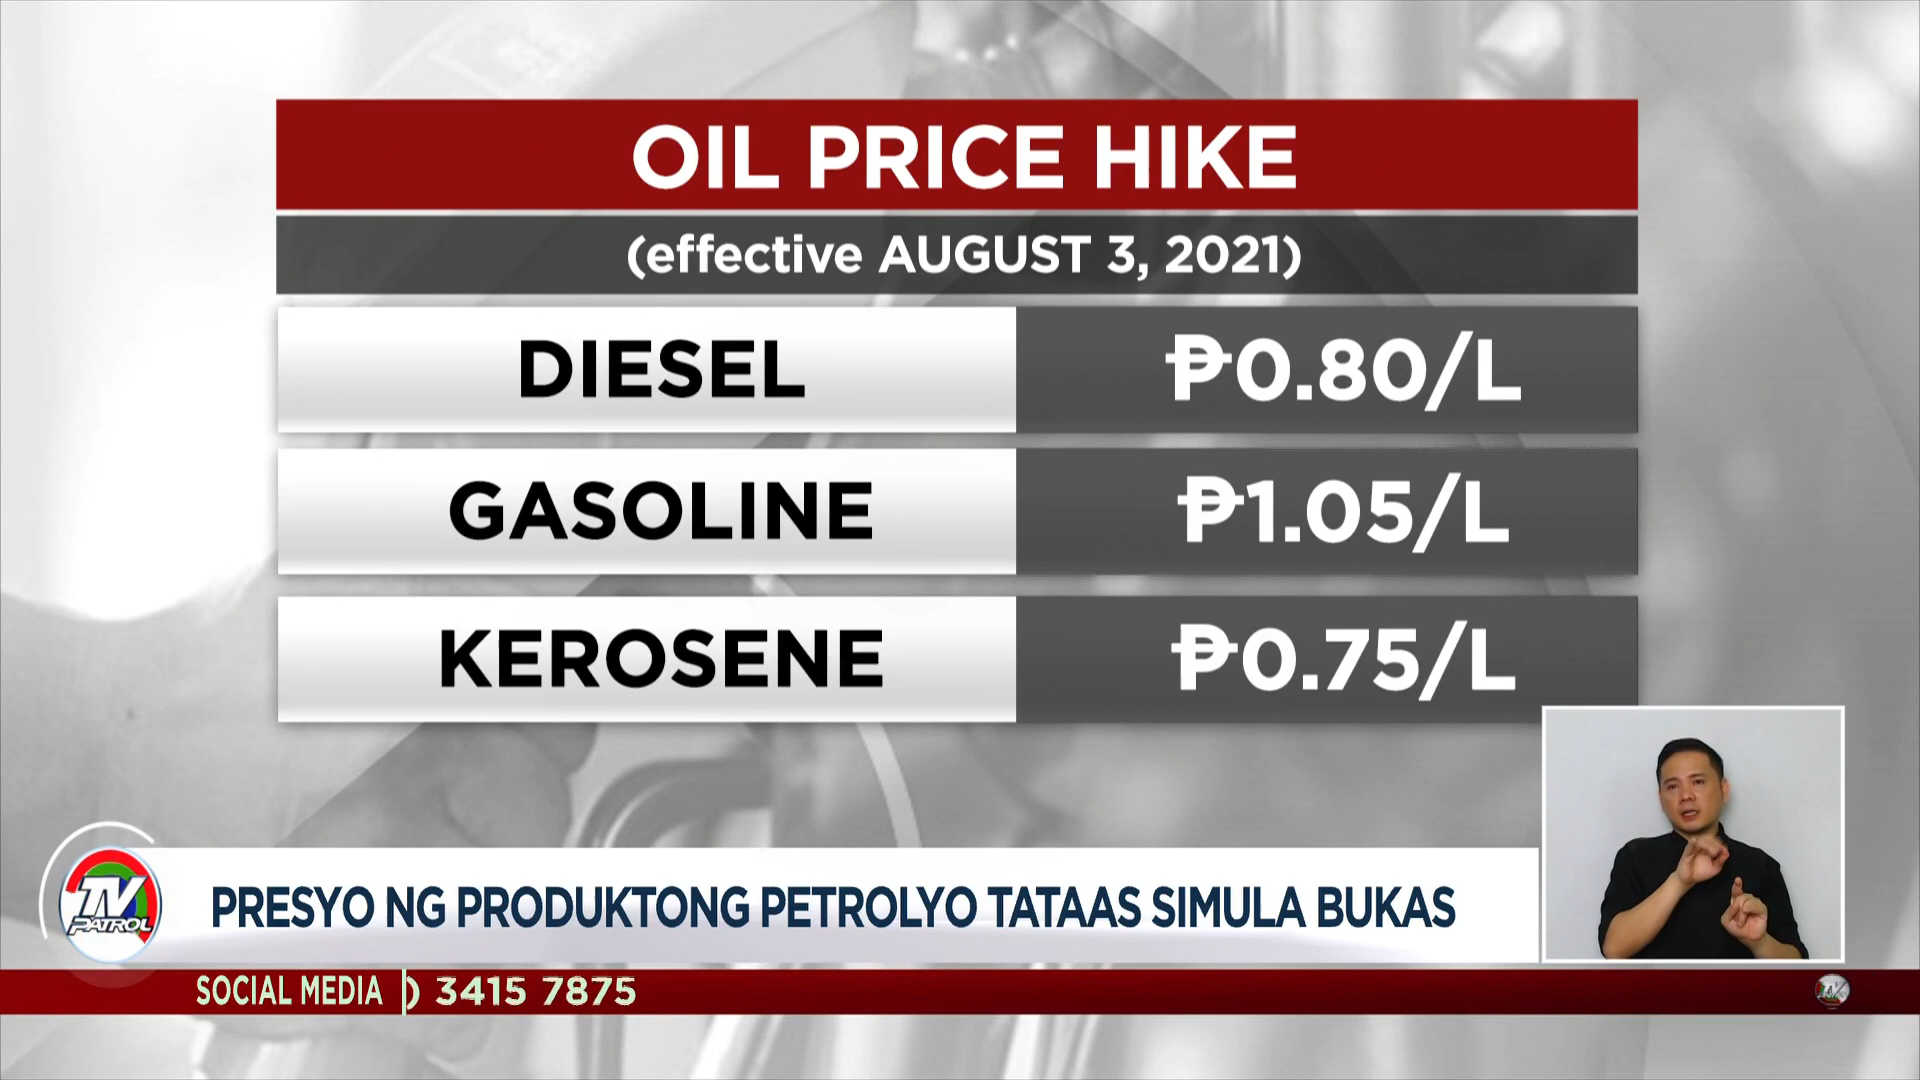 OIL PRICE HIKE
(effective AUGUST 3, 2021)
DIESEL ₱0.80/L
GASOLINE ₱1.05/L
KEROSENE ₱0.75/L
TV PATROL
PRESYO NG PRODUKTONG PETROLYO TATAAS SIMULA BUKAS
SOCIAL MEDIA ) 3415 7875